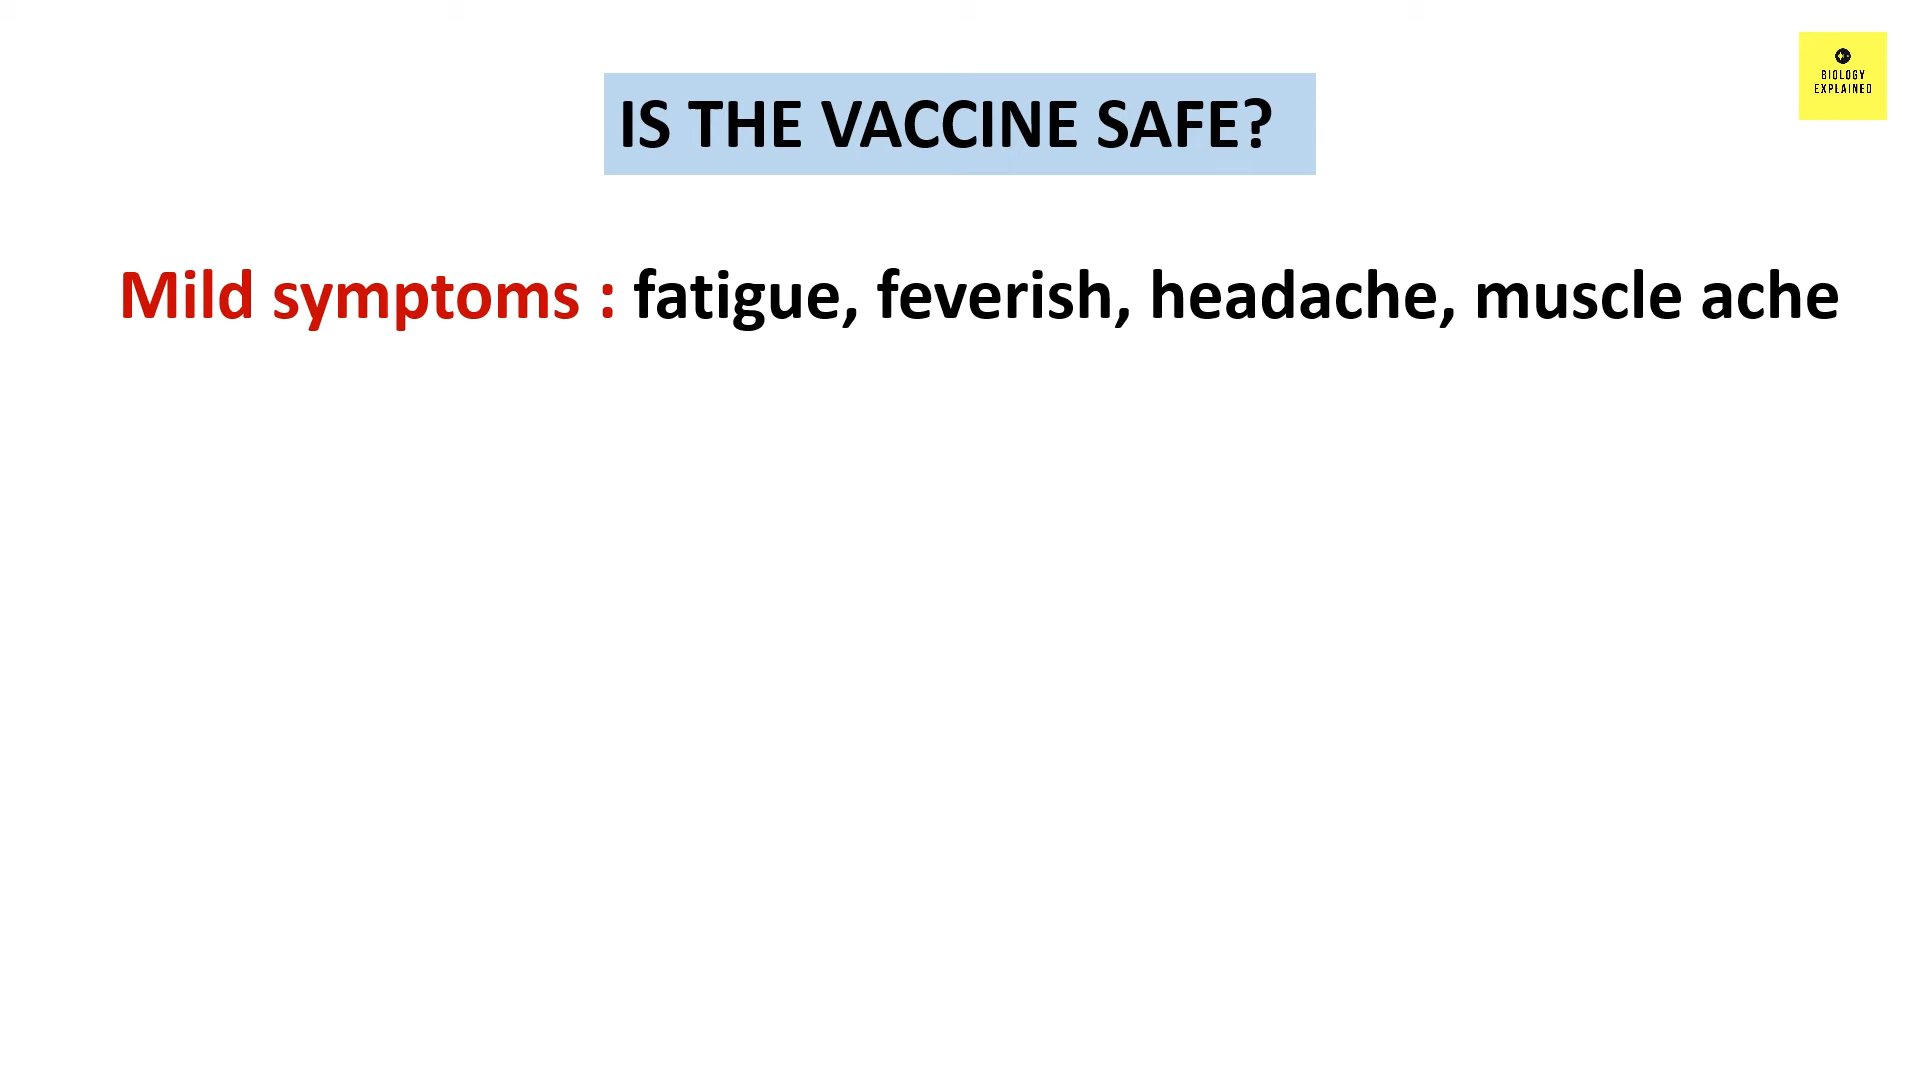 IS THE VACCINE SAFE?
BIOLOGY
EXPLAINED
Mild symptoms : fatigue, feverish, headache, muscle ache